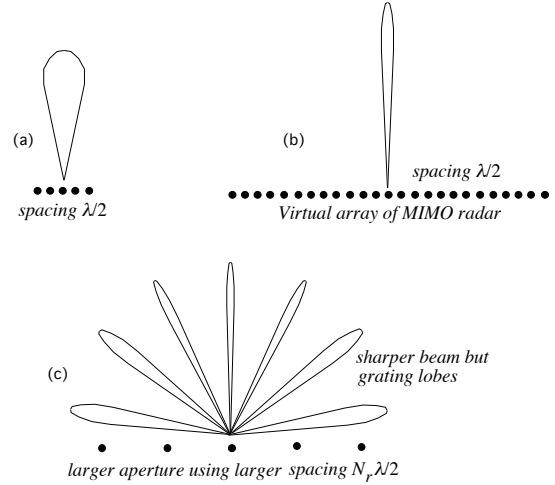 (a)
spacing λ/2
(b)
spacing λ/2
Virtual array of MIMO radar
(c)
sharper beam but
grating lobes
larger aperture using larger spacing N_r λ/2